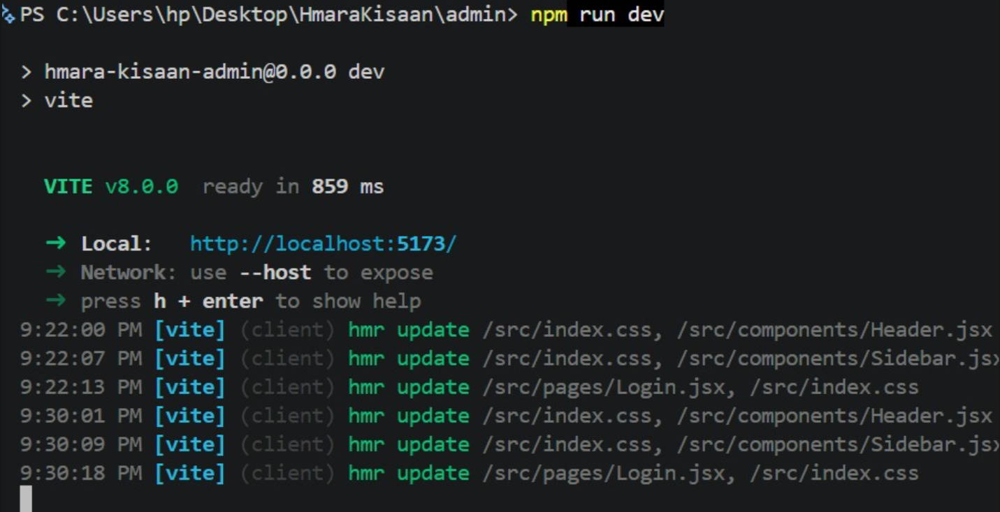 PS C:\Users\hp\Desktop\HmaraKisaan\admin> npm run dev
> hmara-kisaan-admin@0.0.0 dev
> vite
VITE v8.0.0 ready in 859 ms
➜ Local: http://localhost:5173/
➜ Network: use --host to expose
➜ press h + enter to show help
9:22:00 PM [vite] (client) hmr update /src/index.css, /src/components/Header.jsx
9:22:07 PM [vite] (client) hmr update /src/index.css, /src/components/Sidebar.jsx
9:22:13 PM [vite] (client) hmr update /src/pages/Login.jsx, /src/index.css
9:30:01 PM [vite] (client) hmr update /src/index.css, /src/components/Header.jsx
9:30:09 PM [vite] (client) hmr update /src/index.css, /src/components/Sidebar.jsx
9:30:18 PM [vite] (client) hmr update /src/pages/Login.jsx, /src/index.css